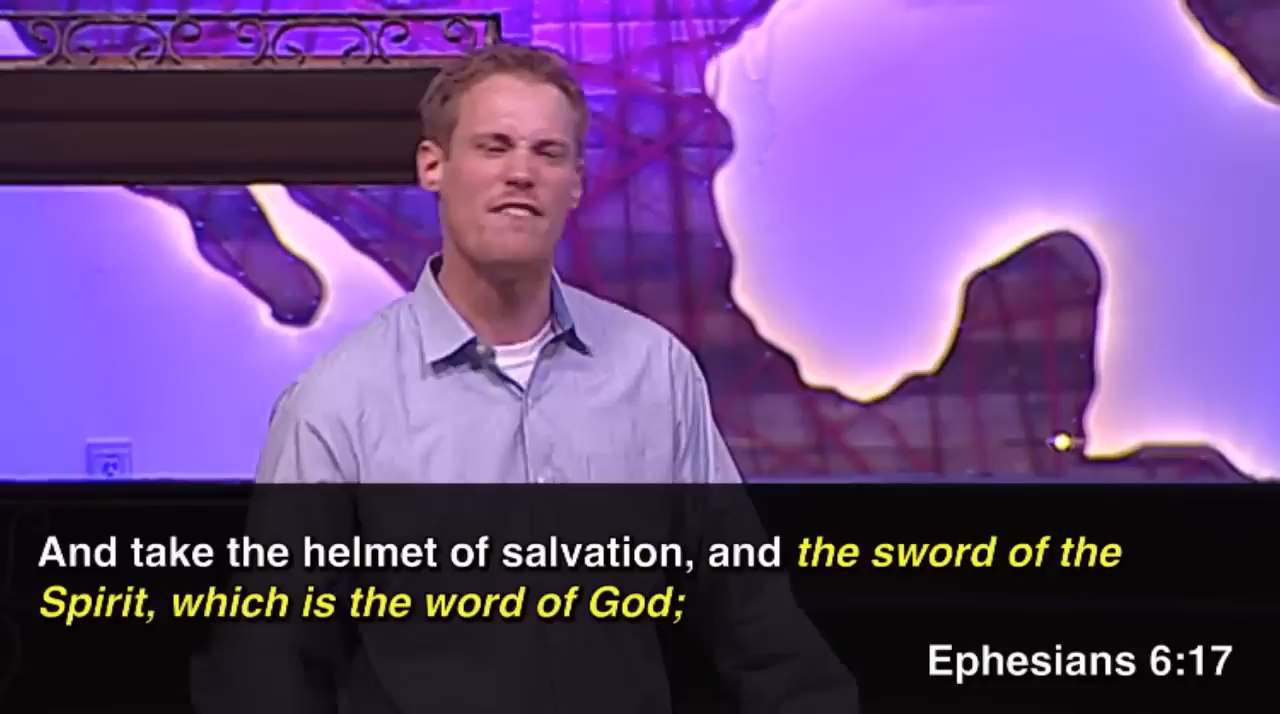 And take the helmet of salvation, and the sword of the
Spirit, which is the word of God;
Ephesians 6:17